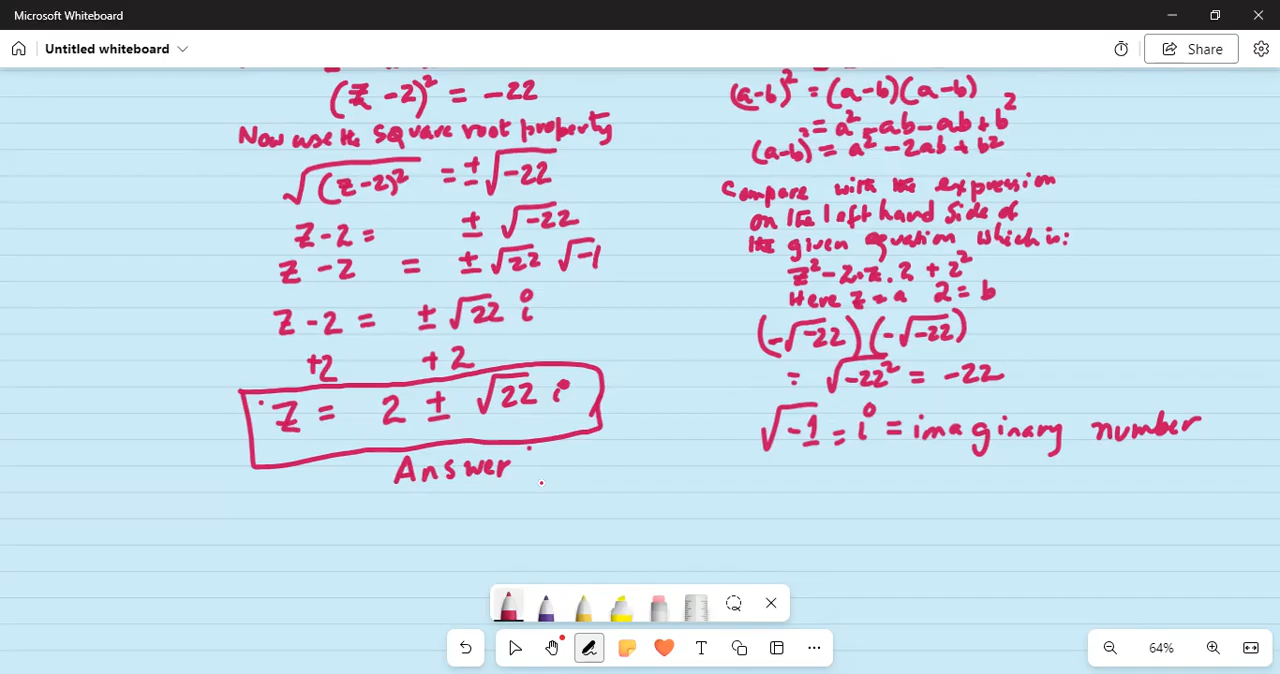 Microsoft Whiteboard
Untitled whiteboard
Share
(z - 2)² = -22
Now use the square root property
√(z-2)² = ±√-22
z - 2 = ± √-22
z - 2 = ± √22 √-1
z - 2 = ± √22 i
+2 +2
z = 2 ± √22 i
Answer
(a-b)² = (a-b)(a-b)
= a² - ab - ab + b²
(a-b)² = a² - 2ab + b²
Compare with the expression
on the left hand side of
the given equation which is:
z² - 2·z·2 + 2²
Here z = a 2 = b
(-√-22)(-√-22)
= √-22² = -22
√-1 = i = imaginary number
64%